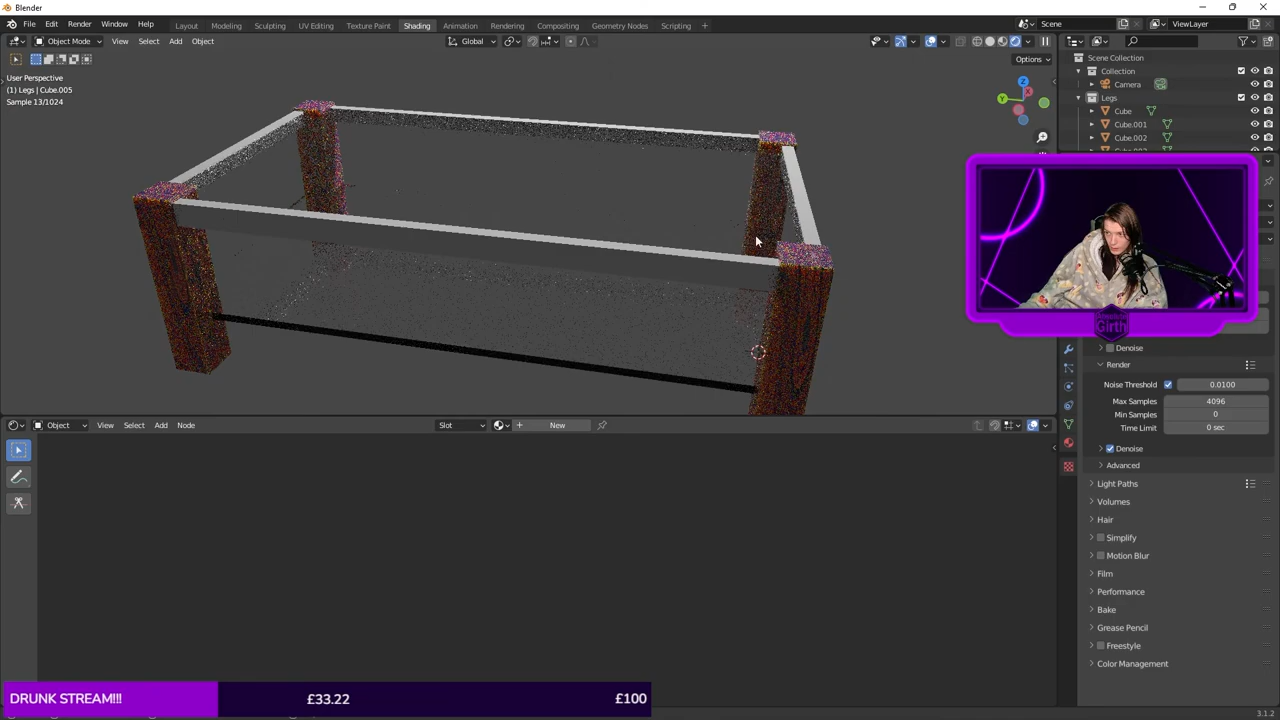 Blender
File Edit Render Window Help Layout Modeling Sculpting UV Editing Texture Paint Shading Animation Rendering Compositing Geometry Nodes Scripting + Scene ViewLayer
Object Mode View Select Add Object Global
Options
User Perspective
(1) Legs | Cube.005
Sample 13/1024
Scene Collection
Collection
Camera
Legs
Cube
Cube.001
Cube.002
Girth
Denoise
Render
Noise Threshold 0.0100
Max Samples 4096
Min Samples 0
Time Limit 0 sec
Denoise
Advanced
Light Paths
Volumes
Hair
Simplify
Motion Blur
Film
Performance
Bake
Grease Pencil
Freestyle
Color Management
Object View Select Add Node Slot New
DRUNK STREAM!!! £33.22 £100
3.1.2